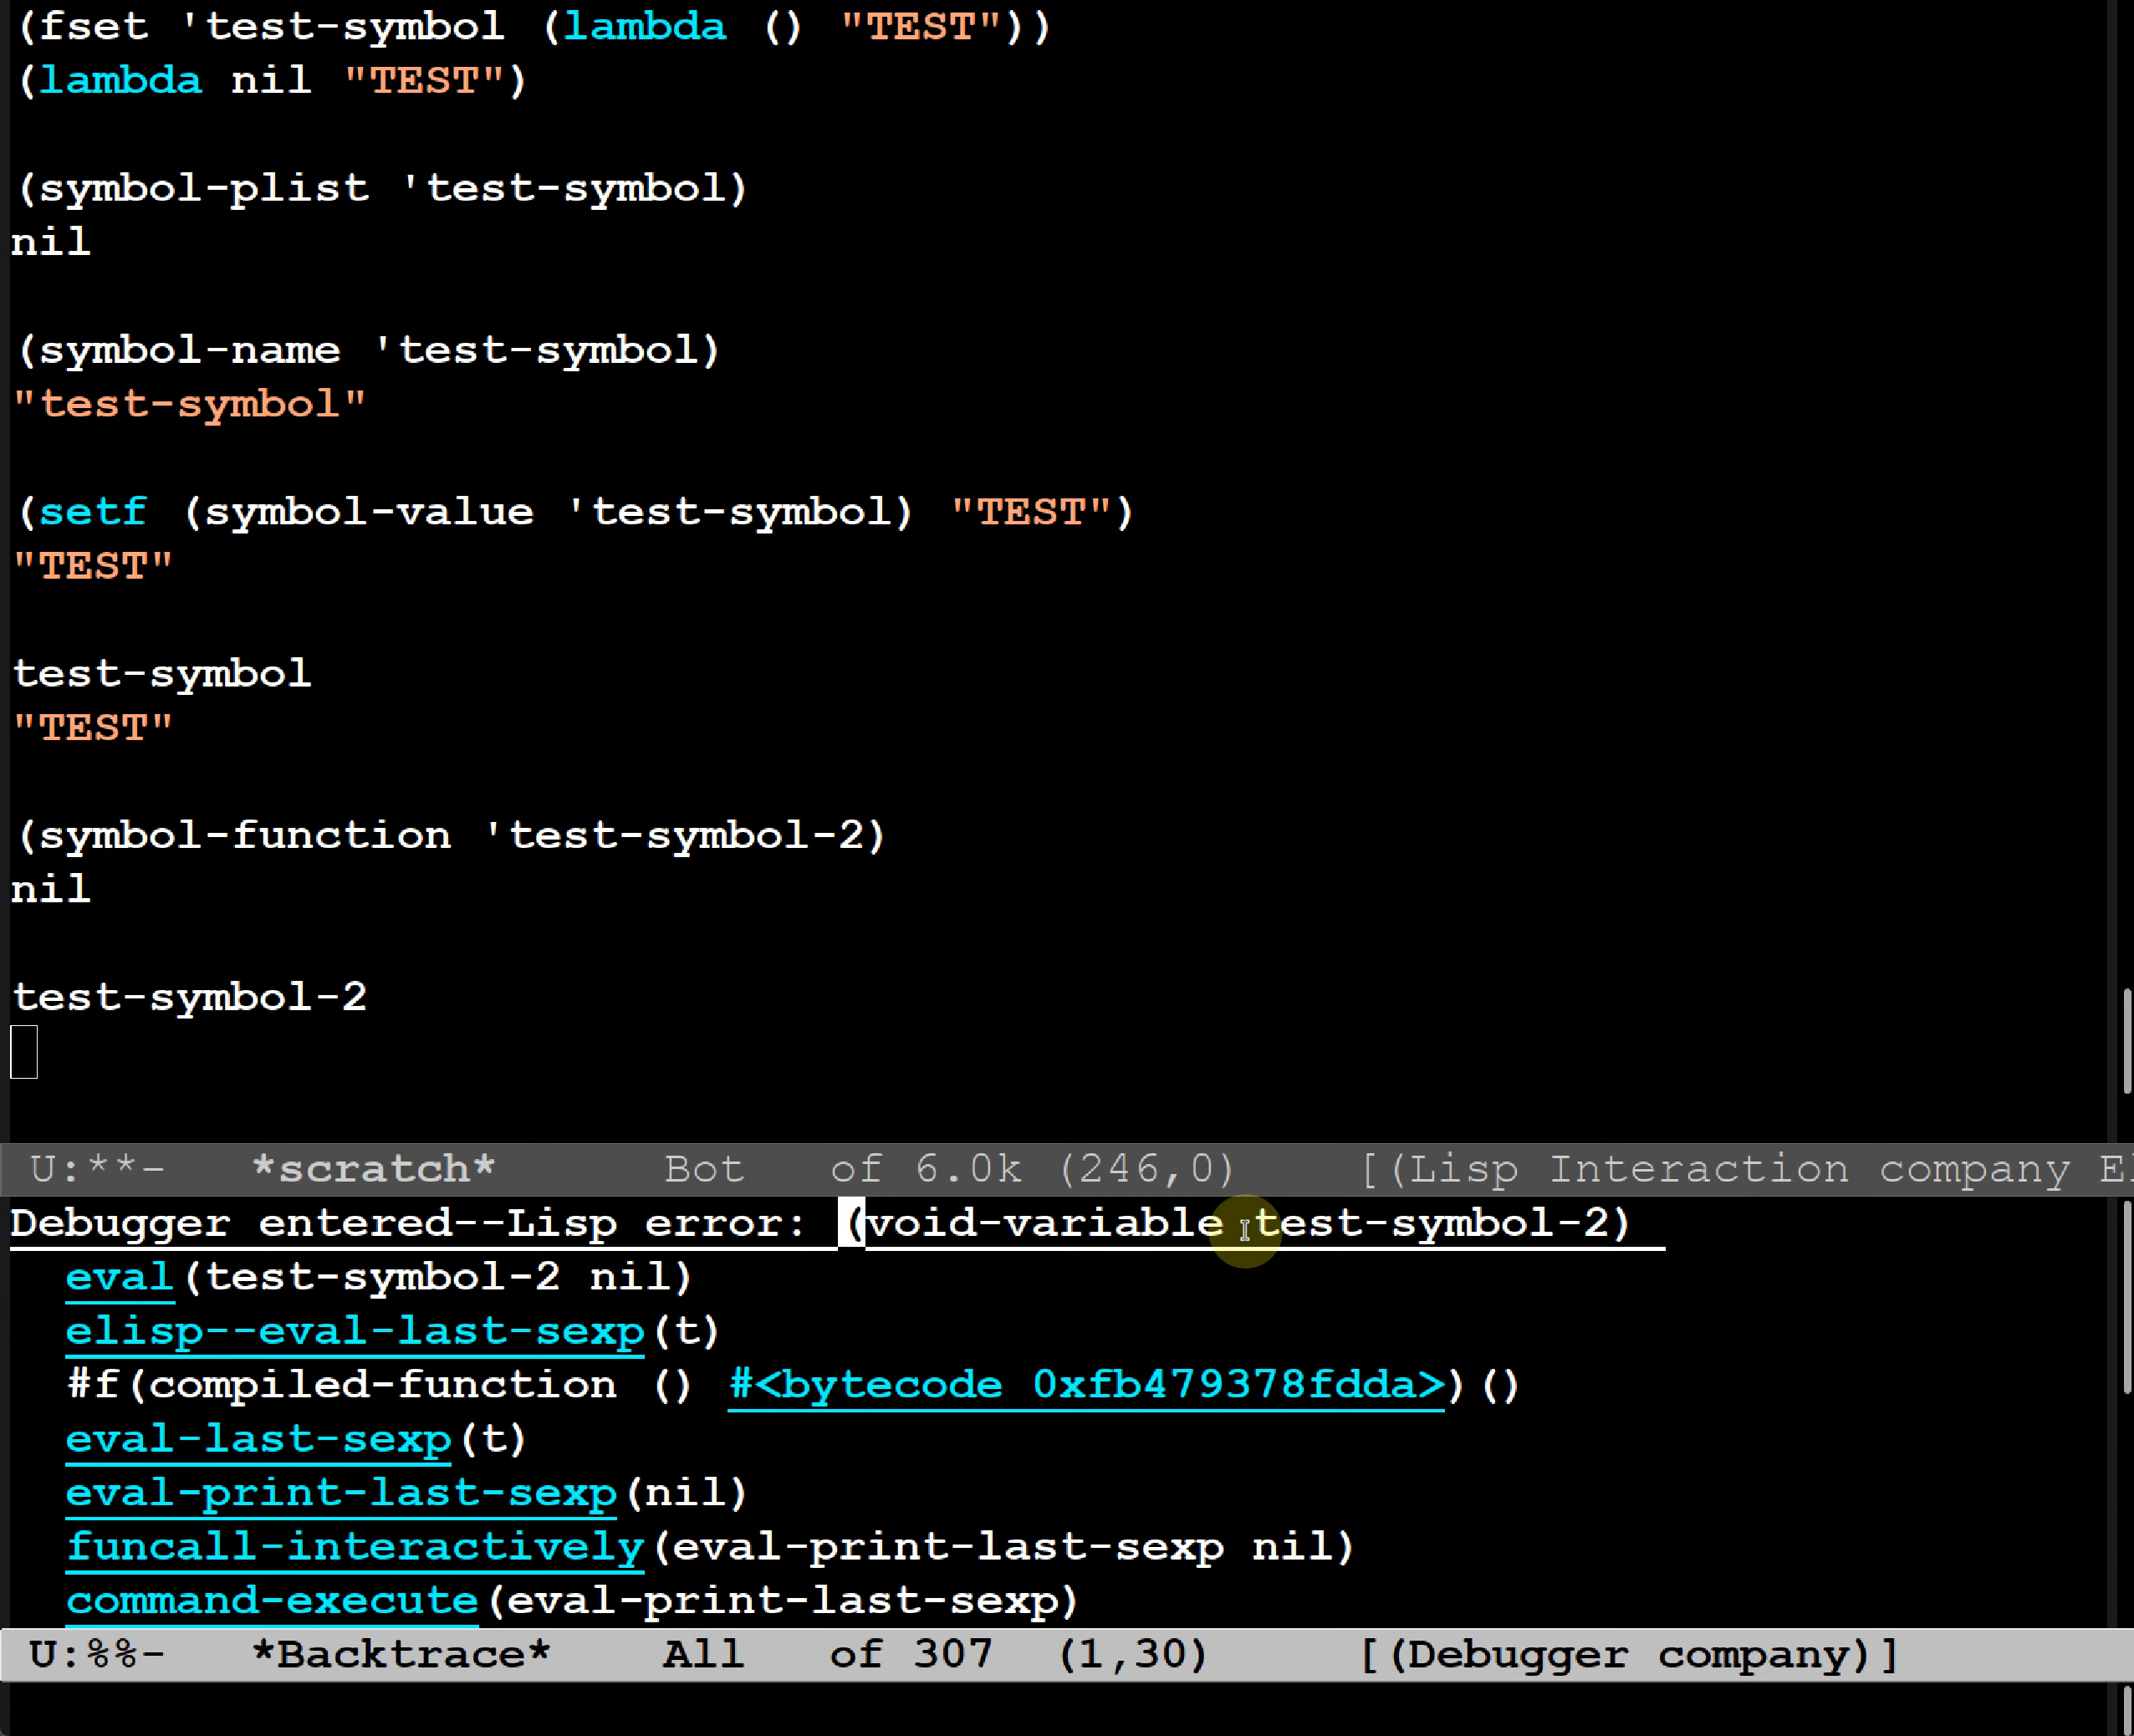 (fset 'test-symbol (lambda () "TEST"))
(lambda nil "TEST")
(symbol-plist 'test-symbol)
nil
(symbol-name 'test-symbol)
"test-symbol"
(setf (symbol-value 'test-symbol) "TEST")
"TEST"
test-symbol
"TEST"
(symbol-function 'test-symbol-2)
nil
test-symbol-2
U:**-    *scratch*      Bot   of 6.0k (246,0)    [(Lisp Interaction company El
Debugger entered--Lisp error: (void-variable test-symbol-2)
  eval(test-symbol-2 nil)
  elisp--eval-last-sexp(t)
  #f(compiled-function () #<bytecode 0xfb479378fdda>)()
  eval-last-sexp(t)
  eval-print-last-sexp(nil)
  funcall-interactively(eval-print-last-sexp nil)
  command-execute(eval-print-last-sexp)
U:%%-   *Backtrace*    All   of 307  (1,30)     [(Debugger company)]